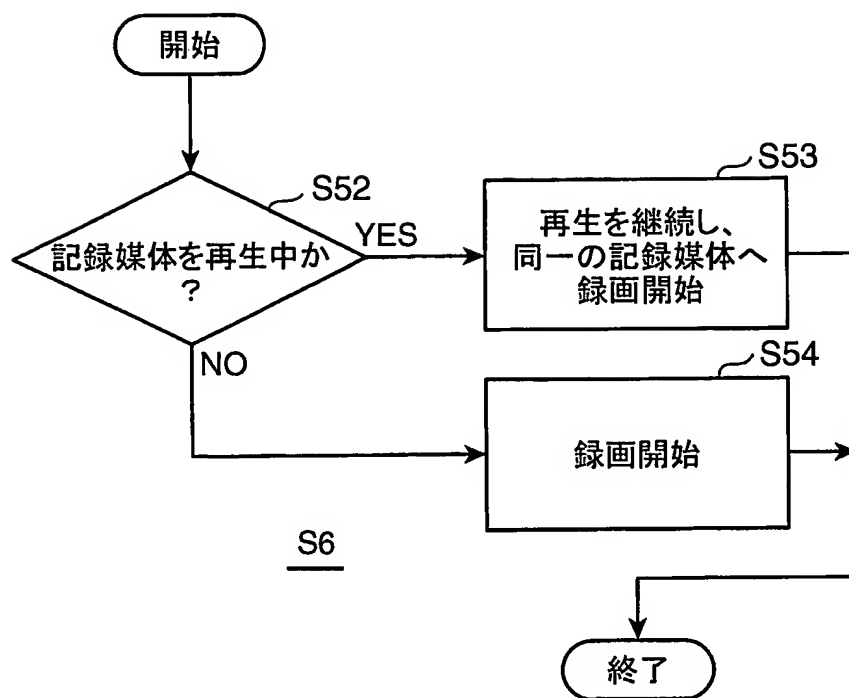 開始
S52
記録媒体を再生中か
?
YES
NO
S53
再生を継続し、
同一の記録媒体へ
録画開始
S54
録画開始
S6
終了